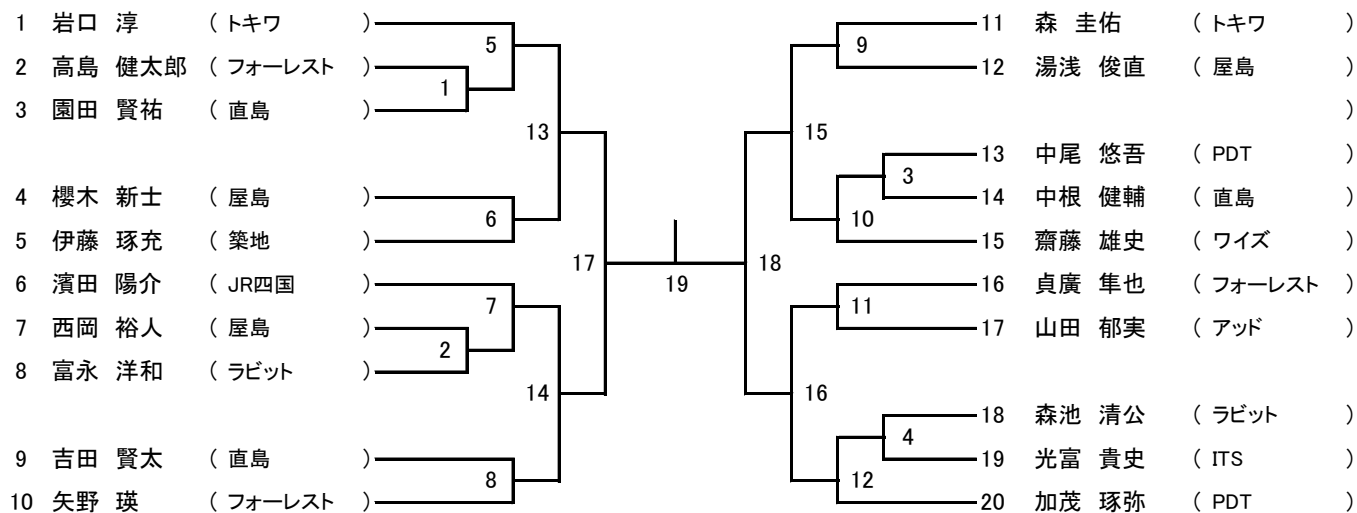 1 岩口 淳 ( トキワ )
5
2 高島 健太郎 ( フォーレスト )
1
3 園田 賢祐 ( 直島 )
13
4 櫻木 新士 ( 屋島 )
6
5 伊藤 琢充 ( 築地 )
17
6 濱田 陽介 ( JR四国 )
7
7 西岡 裕人 ( 屋島 )
2
8 富永 洋和 ( ラビット )
14
9 吉田 賢太 ( 直島 )
8
10 矢野 瑛 ( フォーレスト )
19
11 森 圭佑 ( トキワ )
9
12 湯浅 俊直 ( 屋島 )
)
15
13 中尾 悠吾 ( PDT )
3
14 中根 健輔 ( 直島 )
10
15 齋藤 雄史 ( ワイズ )
18
16 貞廣 隼也 ( フォーレスト )
11
17 山田 郁実 ( アッド )
16
18 森池 清公 ( ラビット )
4
19 光富 貴史 ( ITS )
12
20 加茂 琢弥 ( PDT )